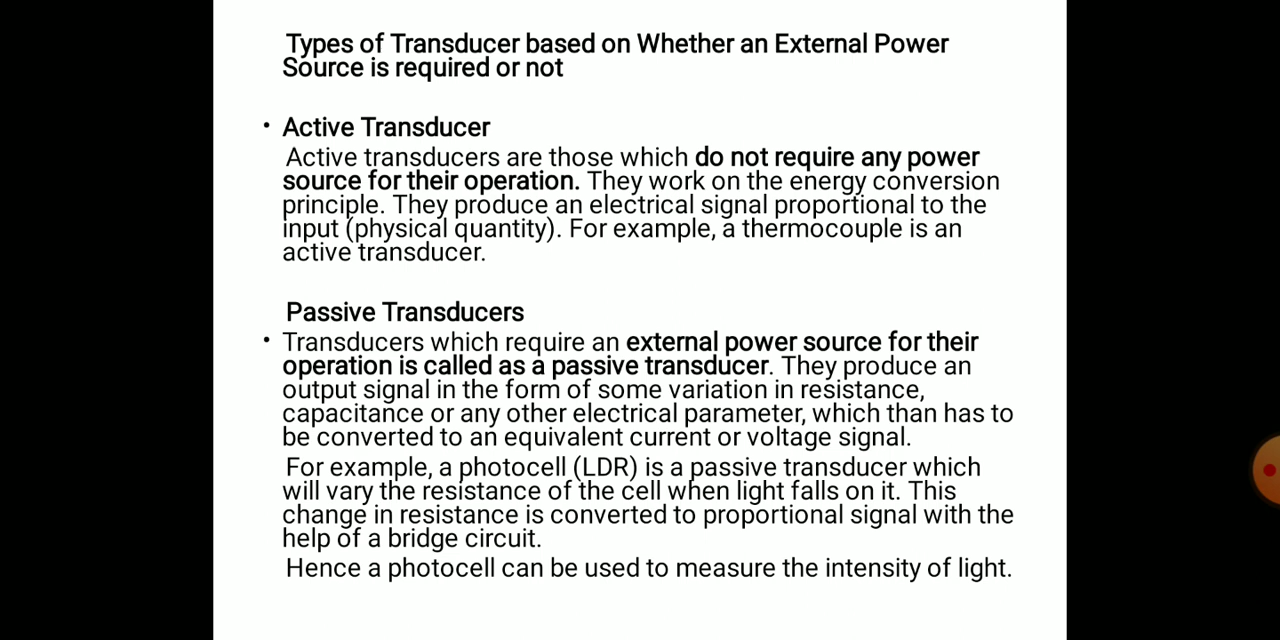 Types of Transducer based on Whether an External Power
Source is required or not
• Active Transducer
Active transducers are those which do not require any power
source for their operation. They work on the energy conversion
principle. They produce an electrical signal proportional to the
input (physical quantity). For example, a thermocouple is an
active transducer.
Passive Transducers
• Transducers which require an external power source for their
operation is called as a passive transducer. They produce an
output signal in the form of some variation in resistance,
capacitance or any other electrical parameter, which than has to
be converted to an equivalent current or voltage signal.
For example, a photocell (LDR) is a passive transducer which
will vary the resistance of the cell when light falls on it. This
change in resistance is converted to proportional signal with the
help of a bridge circuit.
Hence a photocell can be used to measure the intensity of light.